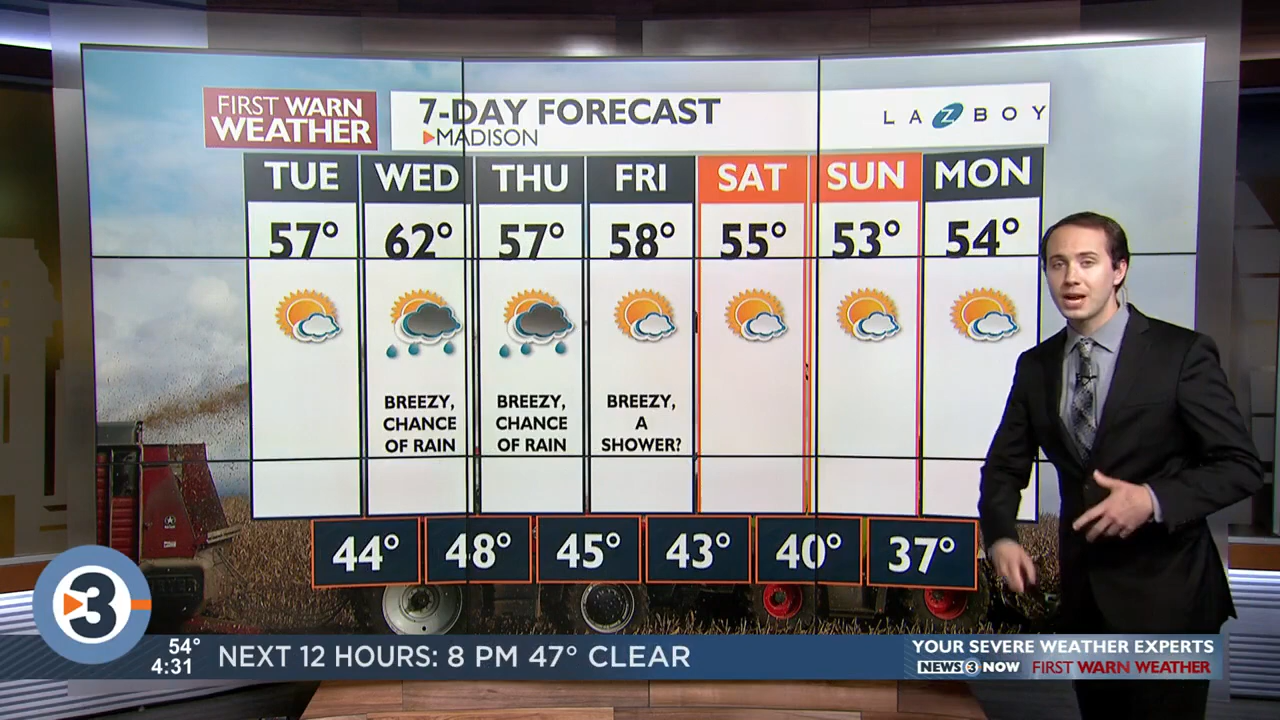 FIRST WARN
WEATHER
7-DAY FORECAST
MADISON
LA Z BOY
TUE WED THU FRI SAT SUN MON
57° 62° 57° 58° 55° 53° 54°
BREEZY,
CHANCE
OF RAIN
BREEZY,
CHANCE
OF RAIN
BREEZY,
A
SHOWER?
44° 48° 45° 43° 40° 37°
3
54°
4:31
NEXT 12 HOURS: 8 PM 47° CLEAR
YOUR SEVERE WEATHER EXPERTS
NEWS 3 NOW FIRST WARN WEATHER